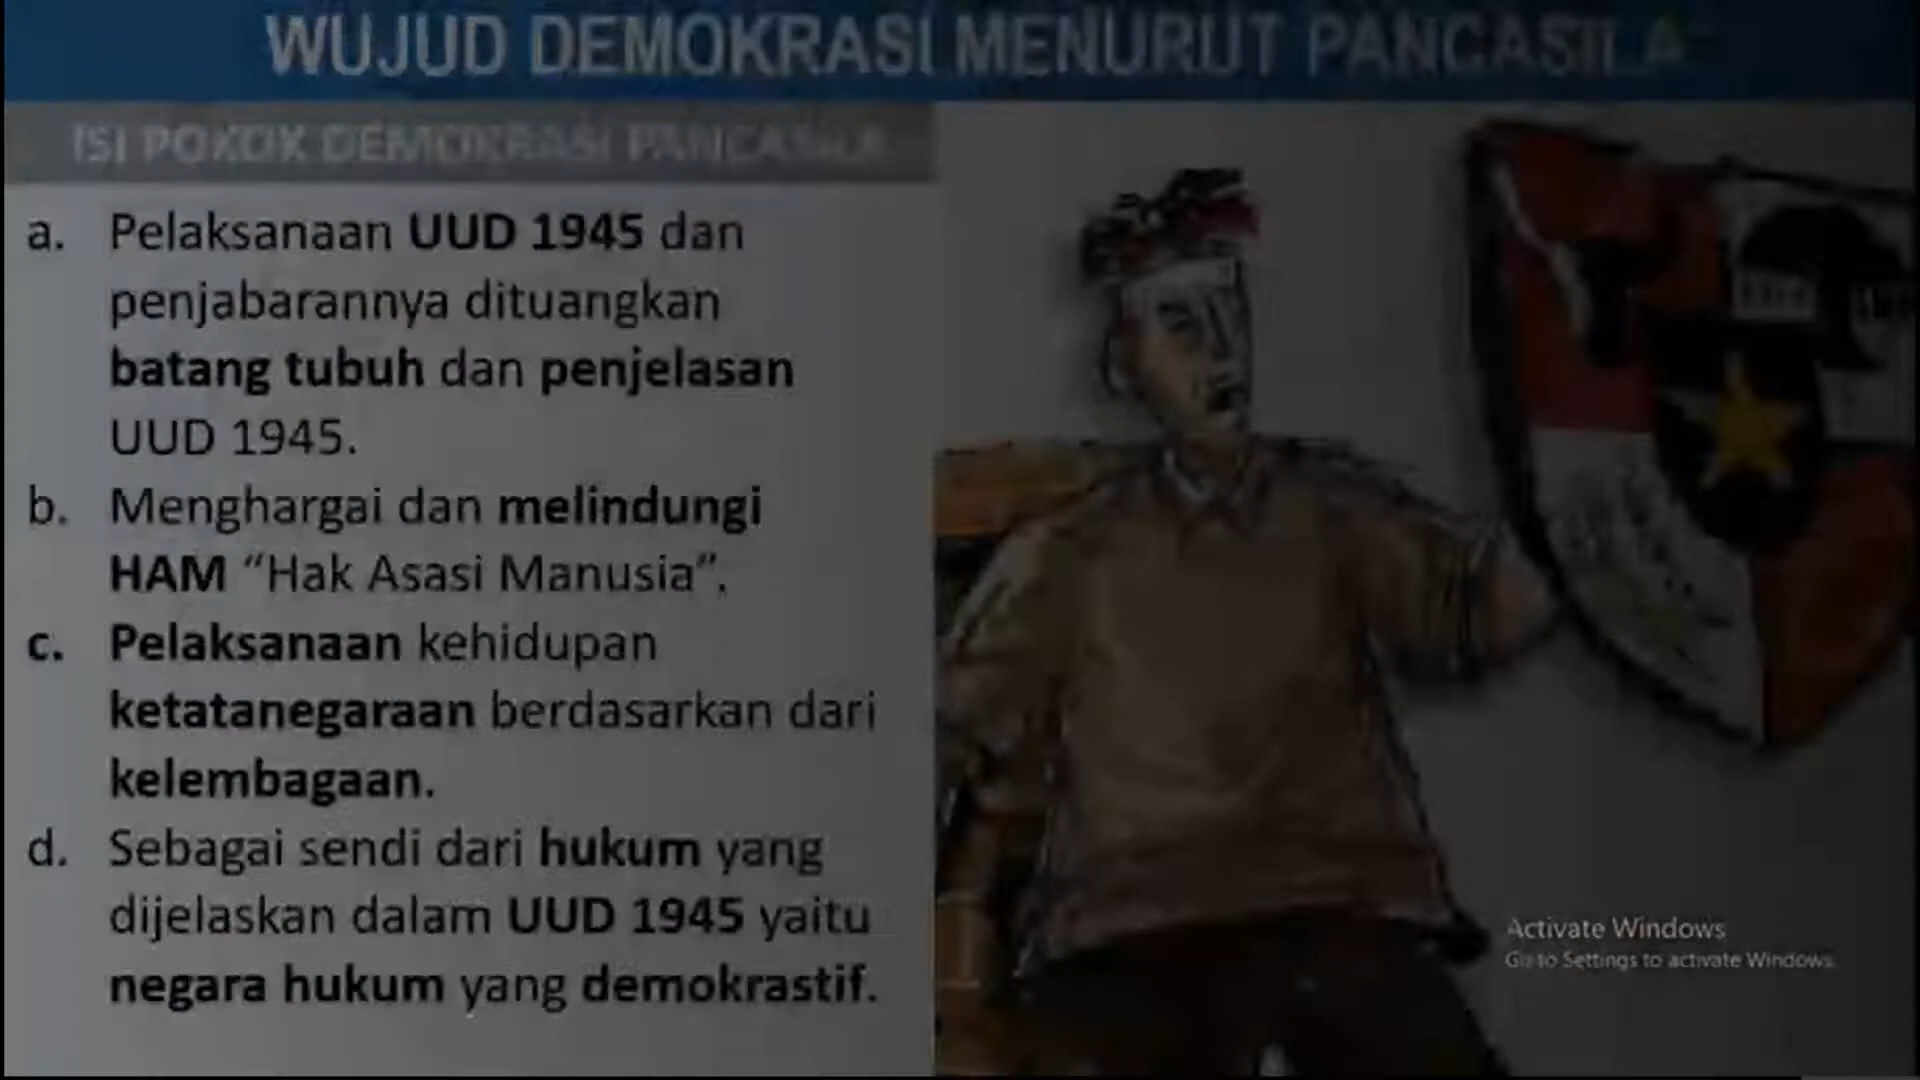 WUJUD DEMOKRASI MENURUT PANCASILA
ISI POKOK DEMOKRASI PANCASILA
a. Pelaksanaan UUD 1945 dan
penjabarannya dituangkan
batang tubuh dan penjelasan
UUD 1945.
b. Menghargai dan melindungi
HAM “Hak Asasi Manusia”.
c. Pelaksanaan kehidupan
ketatanegaraan berdasarkan dari
kelembagaan.
d. Sebagai sendi dari hukum yang
dijelaskan dalam UUD 1945 yaitu
negara hukum yang demokrastif.
Activate Windows
Go to Settings to activate Windows.